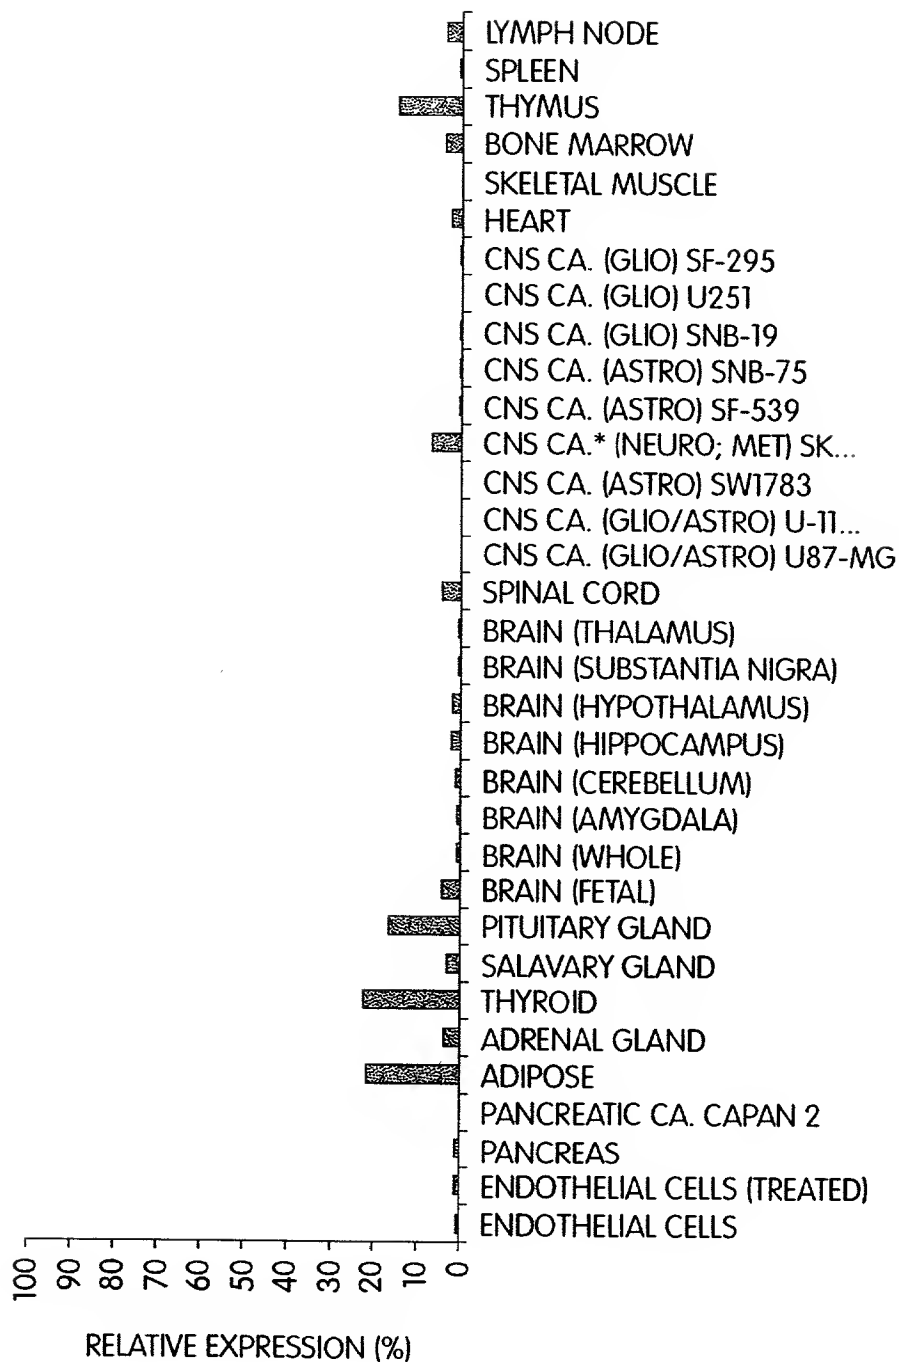 LYMPH NODE
SPLEEN
THYMUS
BONE MARROW
SKELETAL MUSCLE
HEART
CNS CA. (GLIO) SF-295
CNS CA. (GLIO) U251
CNS CA. (GLIO) SNB-19
CNS CA. (ASTRO) SNB-75
CNS CA. (ASTRO) SF-539
CNS CA.* (NEURO; MET) SK...
CNS CA. (ASTRO) SW1783
CNS CA. (GLIO/ASTRO) U-11...
CNS CA. (GLIO/ASTRO) U87-MG
SPINAL CORD
BRAIN (THALAMUS)
BRAIN (SUBSTANTIA NIGRA)
BRAIN (HYPOTHALAMUS)
BRAIN (HIPPOCAMPUS)
BRAIN (CEREBELLUM)
BRAIN (AMYGDALA)
BRAIN (WHOLE)
BRAIN (FETAL)
PITUITARY GLAND
SALAVARY GLAND
THYROID
ADRENAL GLAND
ADIPOSE
PANCREATIC CA. CAPAN 2
PANCREAS
ENDOTHELIAL CELLS (TREATED)
ENDOTHELIAL CELLS
100 90 80 70 60 50 40 30 20 10 0
RELATIVE EXPRESSION (%)